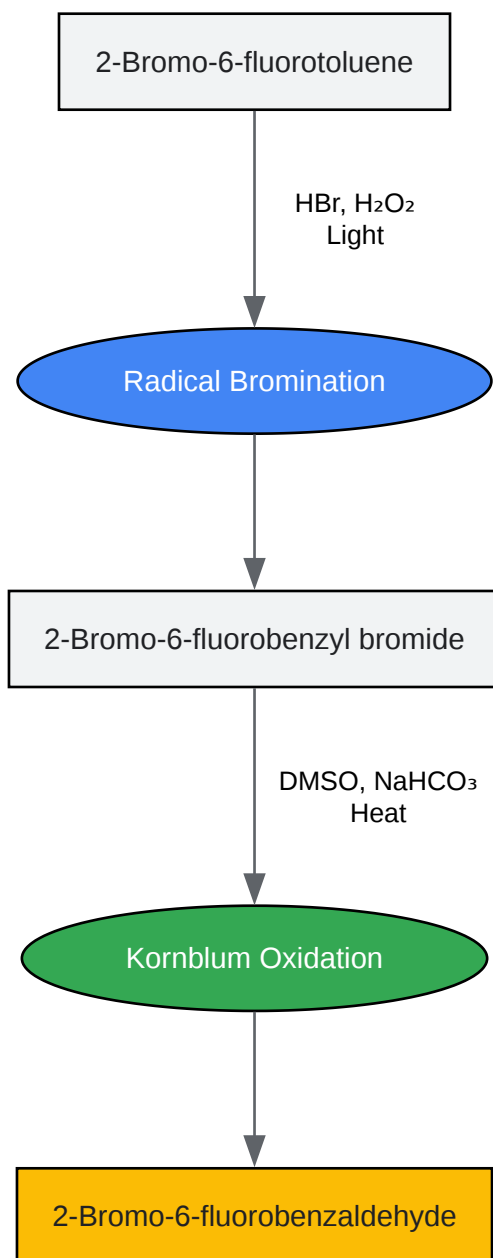 2-Bromo-6-fluorotoluene
HBr, H₂O₂
Light
Radical Bromination
2-Bromo-6-fluorobenzyl bromide
DMSO, NaHCO₃
Heat
Kornblum Oxidation
2-Bromo-6-fluorobenzaldehyde